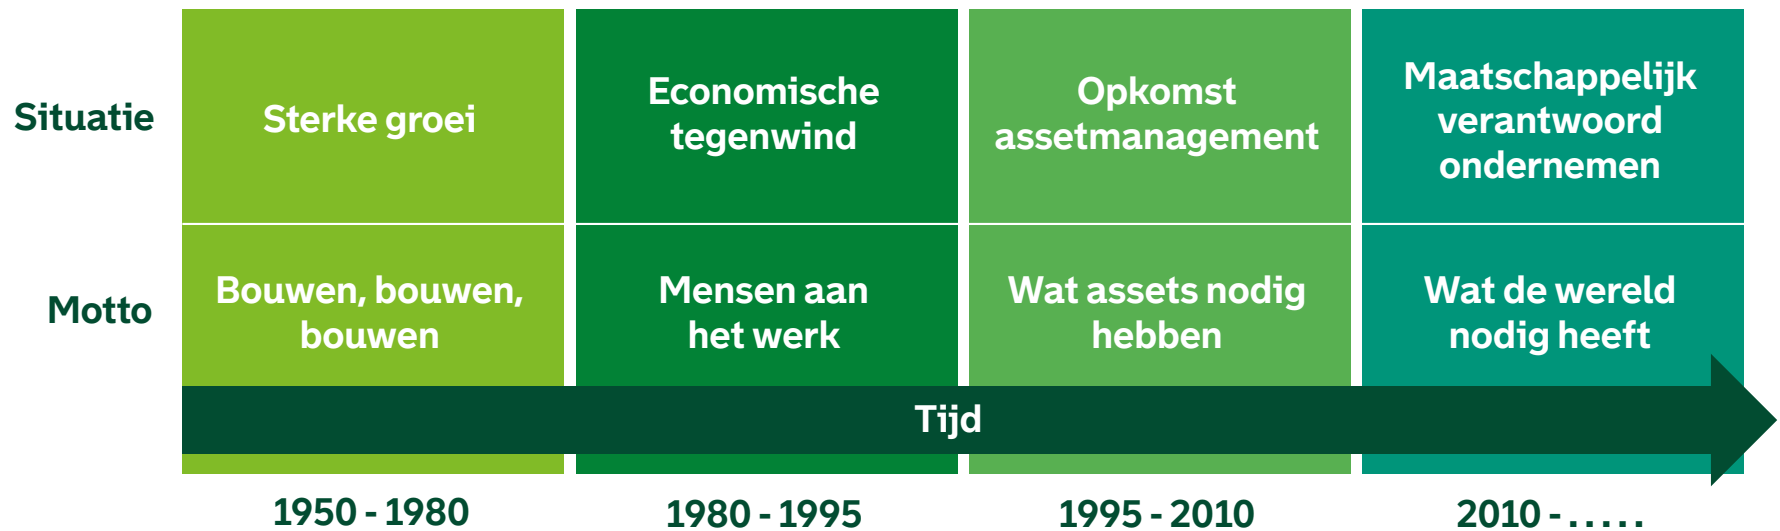 Situatie
Sterke groei
Economische
tegenwind
Opkomst
assetmanagement
Maatschappelijk
verantwoord
ondernemen
Motto
Bouwen, bouwen,
bouwen
Mensen aan
het werk
Wat assets nodig
hebben
Wat de wereld
nodig heeft
Tijd
1950 - 1980
1980 - 1995
1995 - 2010
2010 - .....